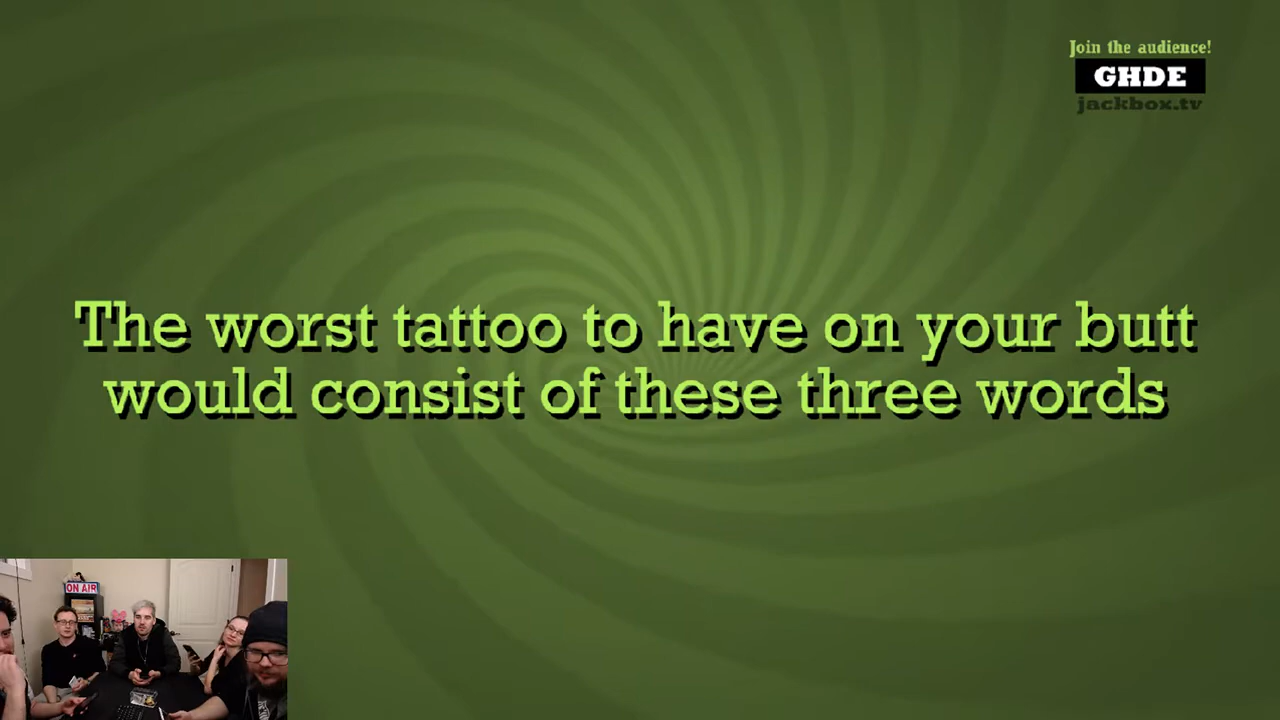 Join the audience!
GHDE
jackbox.tv
The worst tattoo to have on your butt
would consist of these three words
ON AIR